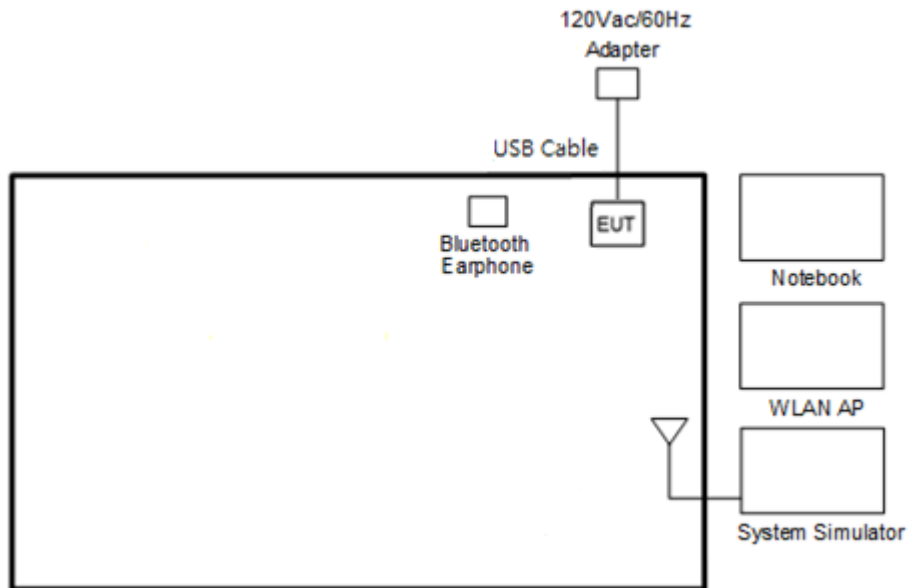 120Vac/60Hz
Adapter
USB Cable
EUT
Bluetooth
Earphone
Notebook
WLAN AP
System Simulator